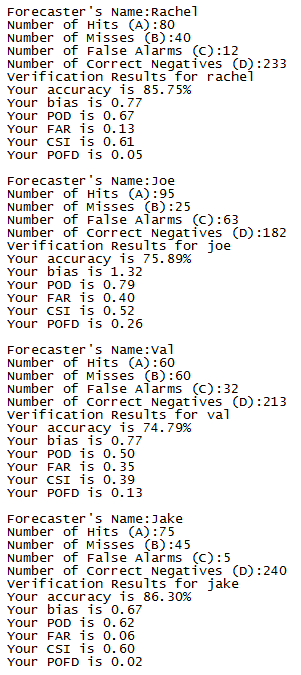 Forecaster's Name:Rachel
Number of Hits (A):80
Number of Misses (B):40
Number of False Alarms (C):12
Number of Correct Negatives (D):233
Verification Results for rachel
Your accuracy is 85.75%
Your bias is 0.77
Your POD is 0.67
Your FAR is 0.13
Your CSI is 0.61
Your POFD is 0.05
Forecaster's Name:Joe
Number of Hits (A):95
Number of Misses (B):25
Number of False Alarms (C):63
Number of Correct Negatives (D):182
Verification Results for joe
Your accuracy is 75.89%
Your bias is 1.32
Your POD is 0.79
Your FAR is 0.40
Your CSI is 0.52
Your POFD is 0.26
Forecaster's Name:Val
Number of Hits (A):60
Number of Misses (B):60
Number of False Alarms (C):32
Number of Correct Negatives (D):213
Verification Results for val
Your accuracy is 74.79%
Your bias is 0.77
Your POD is 0.50
Your FAR is 0.35
Your CSI is 0.39
Your POFD is 0.13
Forecaster's Name:Jake
Number of Hits (A):75
Number of Misses (B):45
Number of False Alarms (C):5
Number of Correct Negatives (D):240
Verification Results for jake
Your accuracy is 86.30%
Your bias is 0.67
Your POD is 0.62
Your FAR is 0.06
Your CSI is 0.60
Your POFD is 0.02